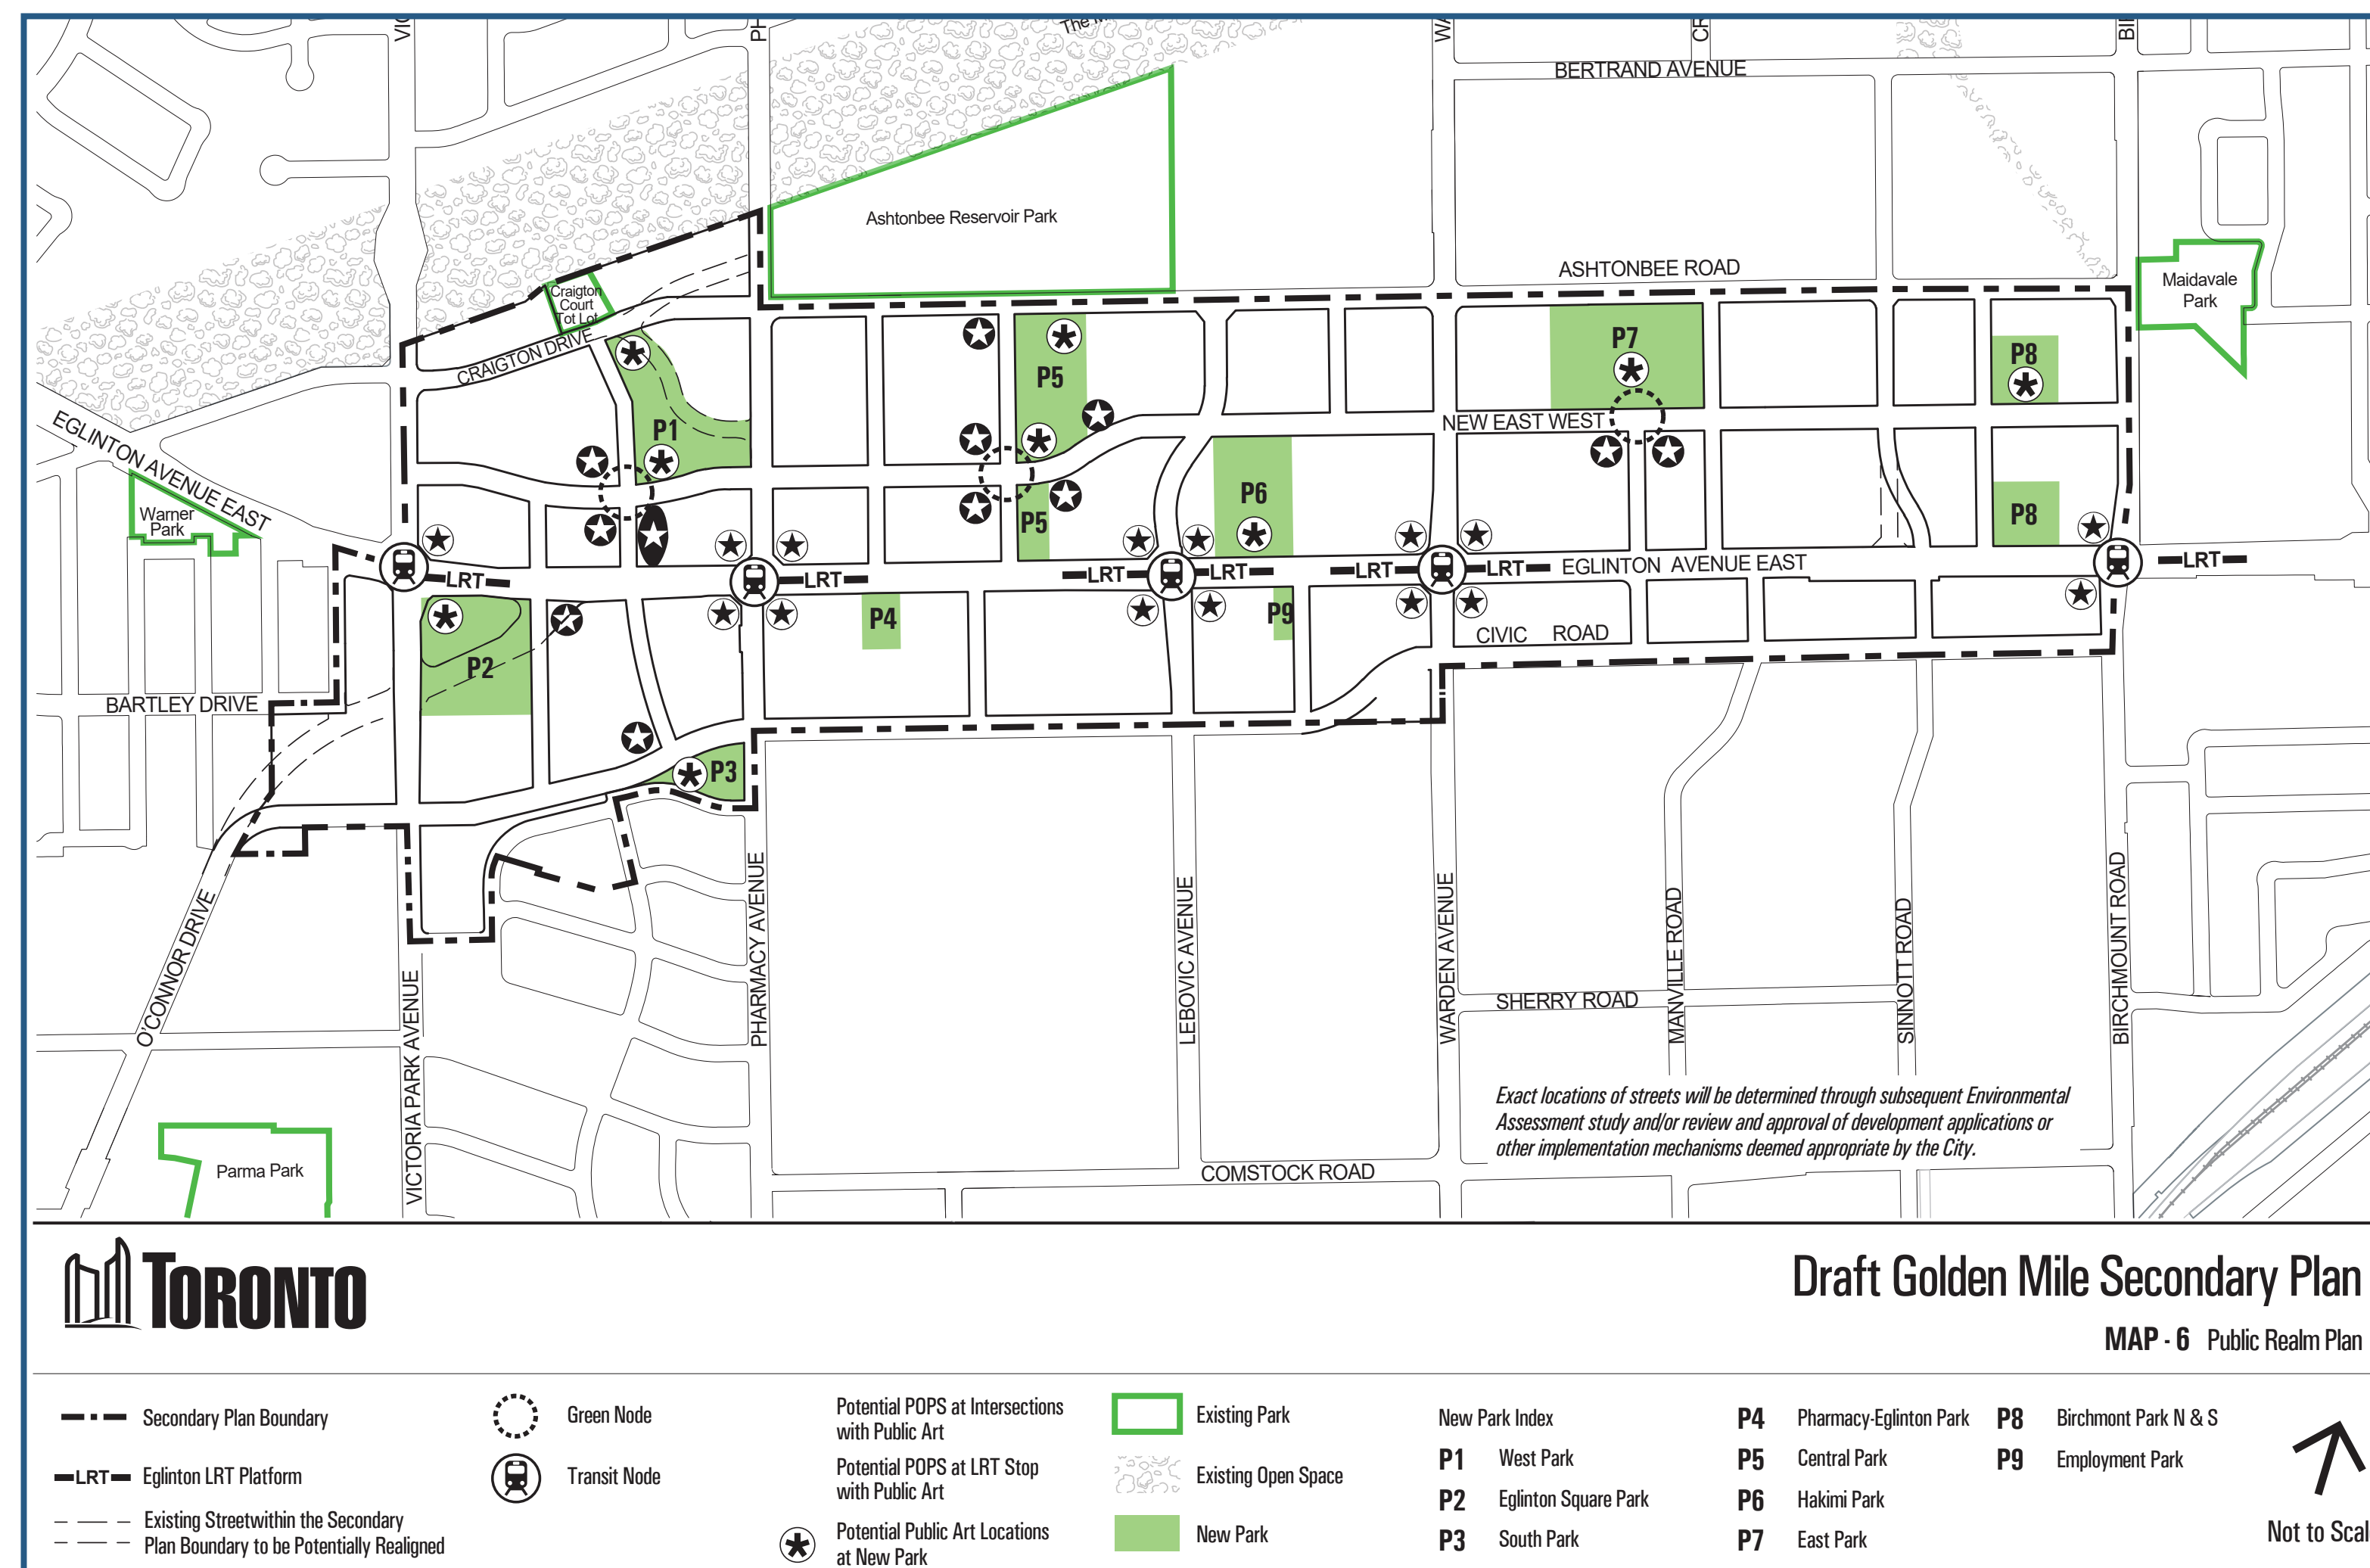 VIC
PH
The M
WA
CR
BI
BERTRAND AVENUE
Ashtonbee Reservoir Park
ASHTONBEE ROAD
Maidavale
Park
Craigton
Court
Tot Lot
CRAIGTON DRIVE
P7
P8
P5
P1
NEW EAST WEST
EGLINTON AVENUE EAST
Warner
Park
P6
P5
P8
LRT
LRT
LRT
LRT
LRT
LRT
EGLINTON AVENUE EAST
LRT
P4
P9
CIVIC ROAD
P2
BARTLEY DRIVE
P3
O'CONNOR DRIVE
VICTORIA PARK AVENUE
PHARMACY AVENUE
LEBOVIC AVENUE
WARDEN AVENUE
MANVILLE ROAD
SINNOTT ROAD
BIRCHMOUNT ROAD
SHERRY ROAD
Exact locations of streets will be determined through subsequent Environmental
Assessment study and/or review and approval of development applications or
other implementation mechanisms deemed appropriate by the City.
Parma Park
COMSTOCK ROAD
TORONTO
Draft Golden Mile Secondary Plan
MAP - 6 Public Realm Plan
Secondary Plan Boundary
LRT Eglinton LRT Platform
Existing Streetwithin the Secondary
Plan Boundary to be Potentially Realigned
Green Node
Transit Node
Potential POPS at Intersections
with Public Art
Potential POPS at LRT Stop
with Public Art
Potential Public Art Locations
at New Park
Existing Park
Existing Open Space
New Park
New Park Index
P1 West Park
P2 Eglinton Square Park
P3 South Park
P4 Pharmacy-Eglinton Park
P5 Central Park
P6 Hakimi Park
P7 East Park
P8 Birchmont Park N & S
P9 Employment Park
Not to Scal